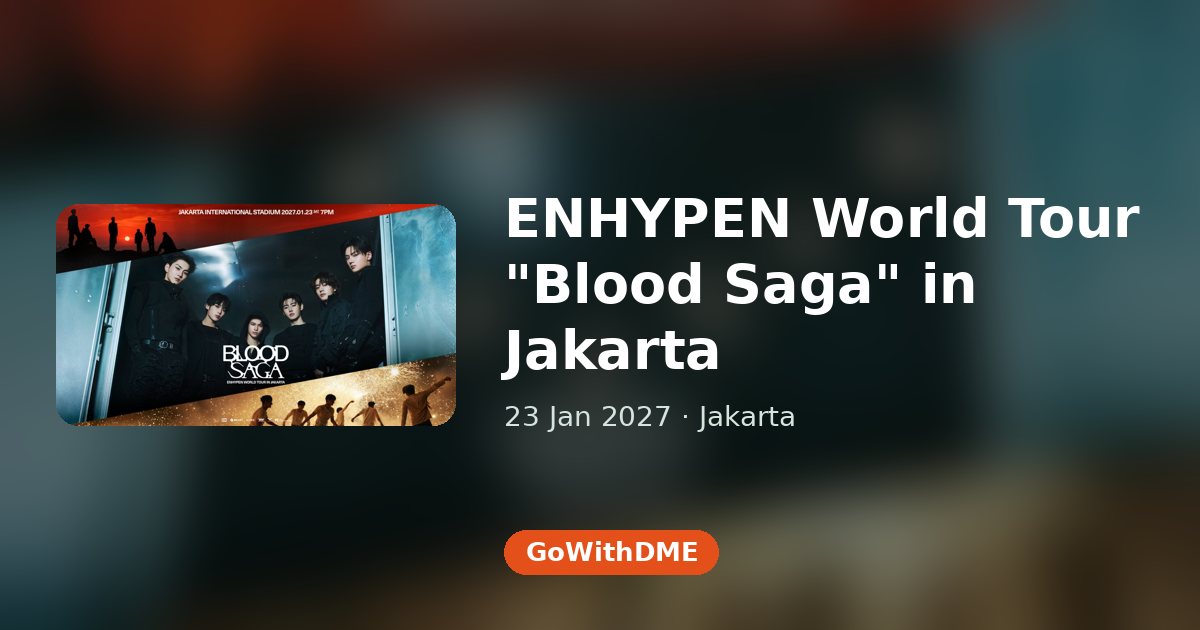 JAKARTA INTERNATIONAL STADIUM 2027.01.23 SAT 7PM
BLOOD
SAGA
ENHYPEN WORLD TOUR IN JAKARTA
ENHYPEN World Tour
"Blood Saga" in
Jakarta
23 Jan 2027 · Jakarta
GoWithDME